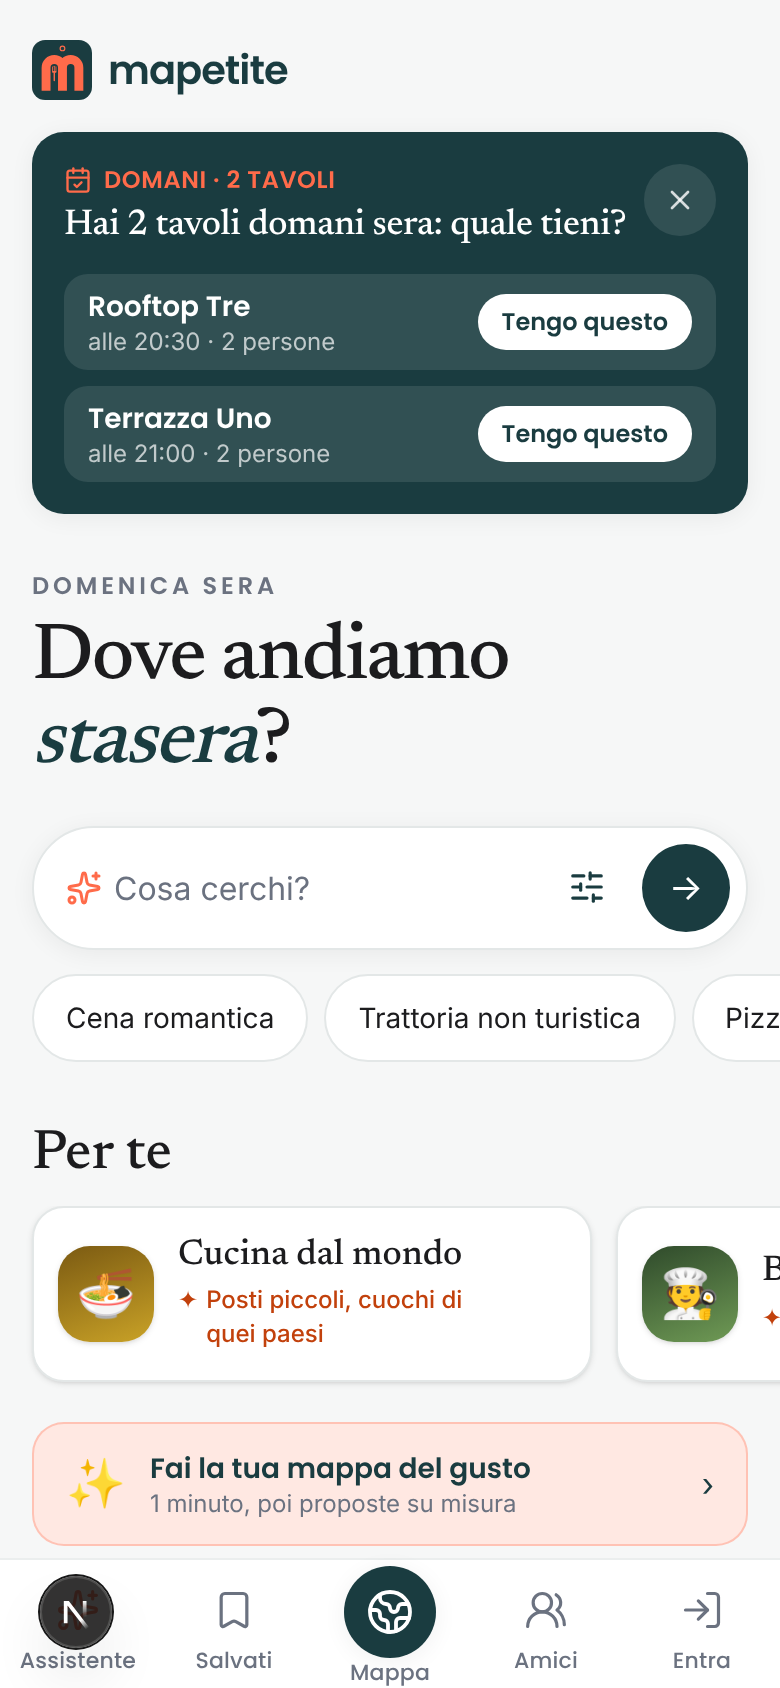 mapetite
DOMANI · 2 TAVOLI
Hai 2 tavoli domani sera: quale tieni?
Rooftop Tre
alle 20:30 · 2 persone
Tengo questo
Terrazza Uno
alle 21:00 · 2 persone
Tengo questo
DOMENICA SERA
Dove andiamo
stasera?
Cosa cerchi?
Cena romantica
Trattoria non turistica
Pizz
Per te
Cucina dal mondo
✦ Posti piccoli, cuochi di
quei paesi
B
✦
Fai la tua mappa del gusto
1 minuto, poi proposte su misura
›
N
Assistente
Salvati
Mappa
Amici
Entra